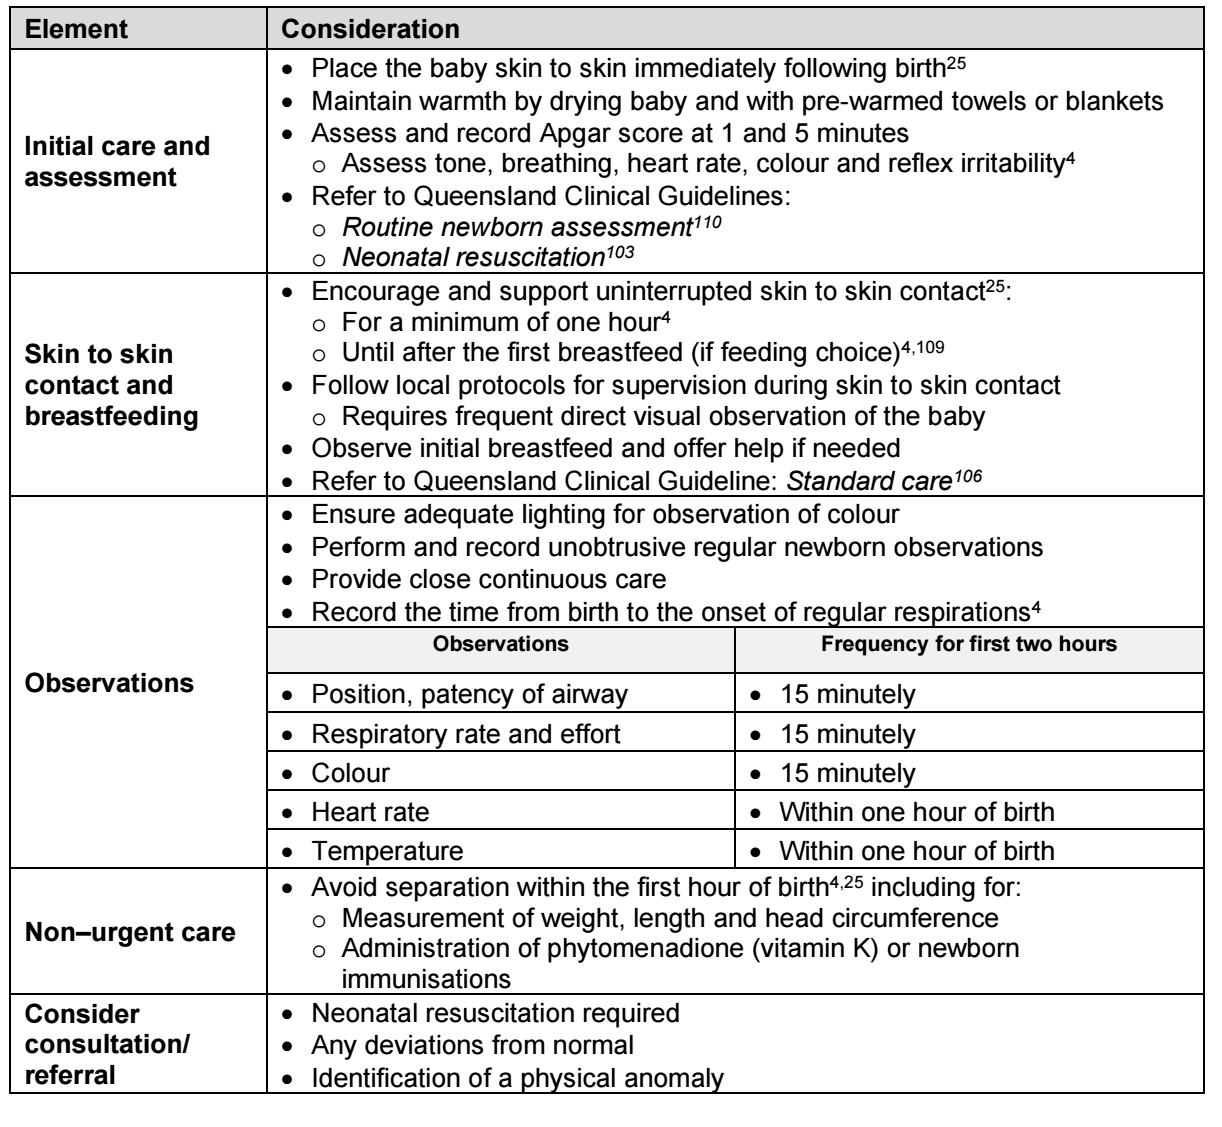 Element Consideration
Initial care and
assessment
• Place the baby skin to skin immediately following birth25
• Maintain warmth by drying baby and with pre-warmed towels or blankets
• Assess and record Apgar score at 1 and 5 minutes
o Assess tone, breathing, heart rate, colour and reflex irritability4
• Refer to Queensland Clinical Guidelines:
o Routine newborn assessment110
o Neonatal resuscitation103
Skin to skin
contact and
breastfeeding
• Encourage and support uninterrupted skin to skin contact25:
o For a minimum of one hour4
o Until after the first breastfeed (if feeding choice)4,109
• Follow local protocols for supervision during skin to skin contact
o Requires frequent direct visual observation of the baby
• Observe initial breastfeed and offer help if needed
• Refer to Queensland Clinical Guideline: Standard care106
Observations
• Ensure adequate lighting for observation of colour
• Perform and record unobtrusive regular newborn observations
• Provide close continuous care
• Record the time from birth to the onset of regular respirations4
Observations Frequency for first two hours
• Position, patency of airway • 15 minutely
• Respiratory rate and effort • 15 minutely
• Colour • 15 minutely
• Heart rate • Within one hour of birth
• Temperature • Within one hour of birth
Non–urgent care
• Avoid separation within the first hour of birth4,25 including for:
o Measurement of weight, length and head circumference
o Administration of phytomenadione (vitamin K) or newborn
immunisations
Consider
consultation/
referral
• Neonatal resuscitation required
• Any deviations from normal
• Identification of a physical anomaly